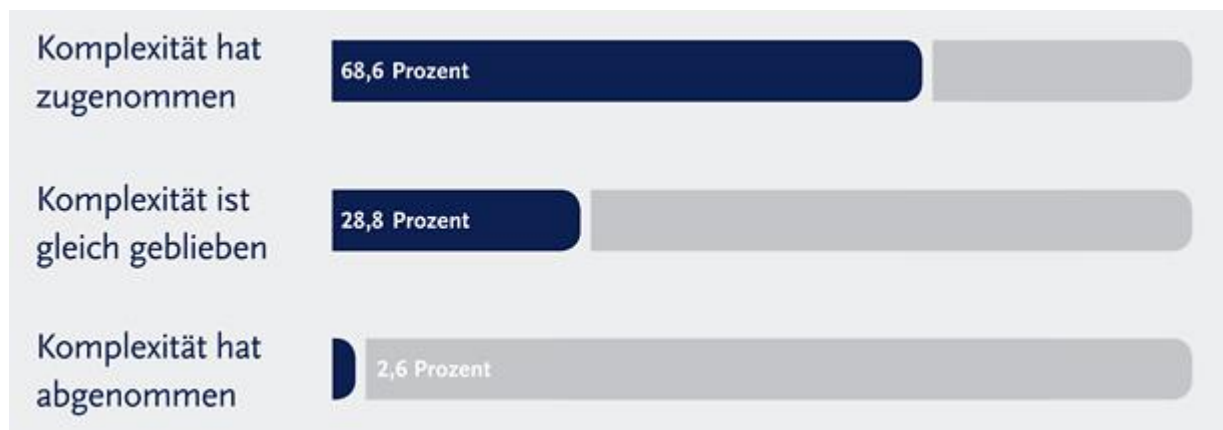 Komplexität hat
zugenommen
68,6 Prozent
Komplexität ist
gleich geblieben
28,8 Prozent
Komplexität hat
abgenommen
2,6 Prozent